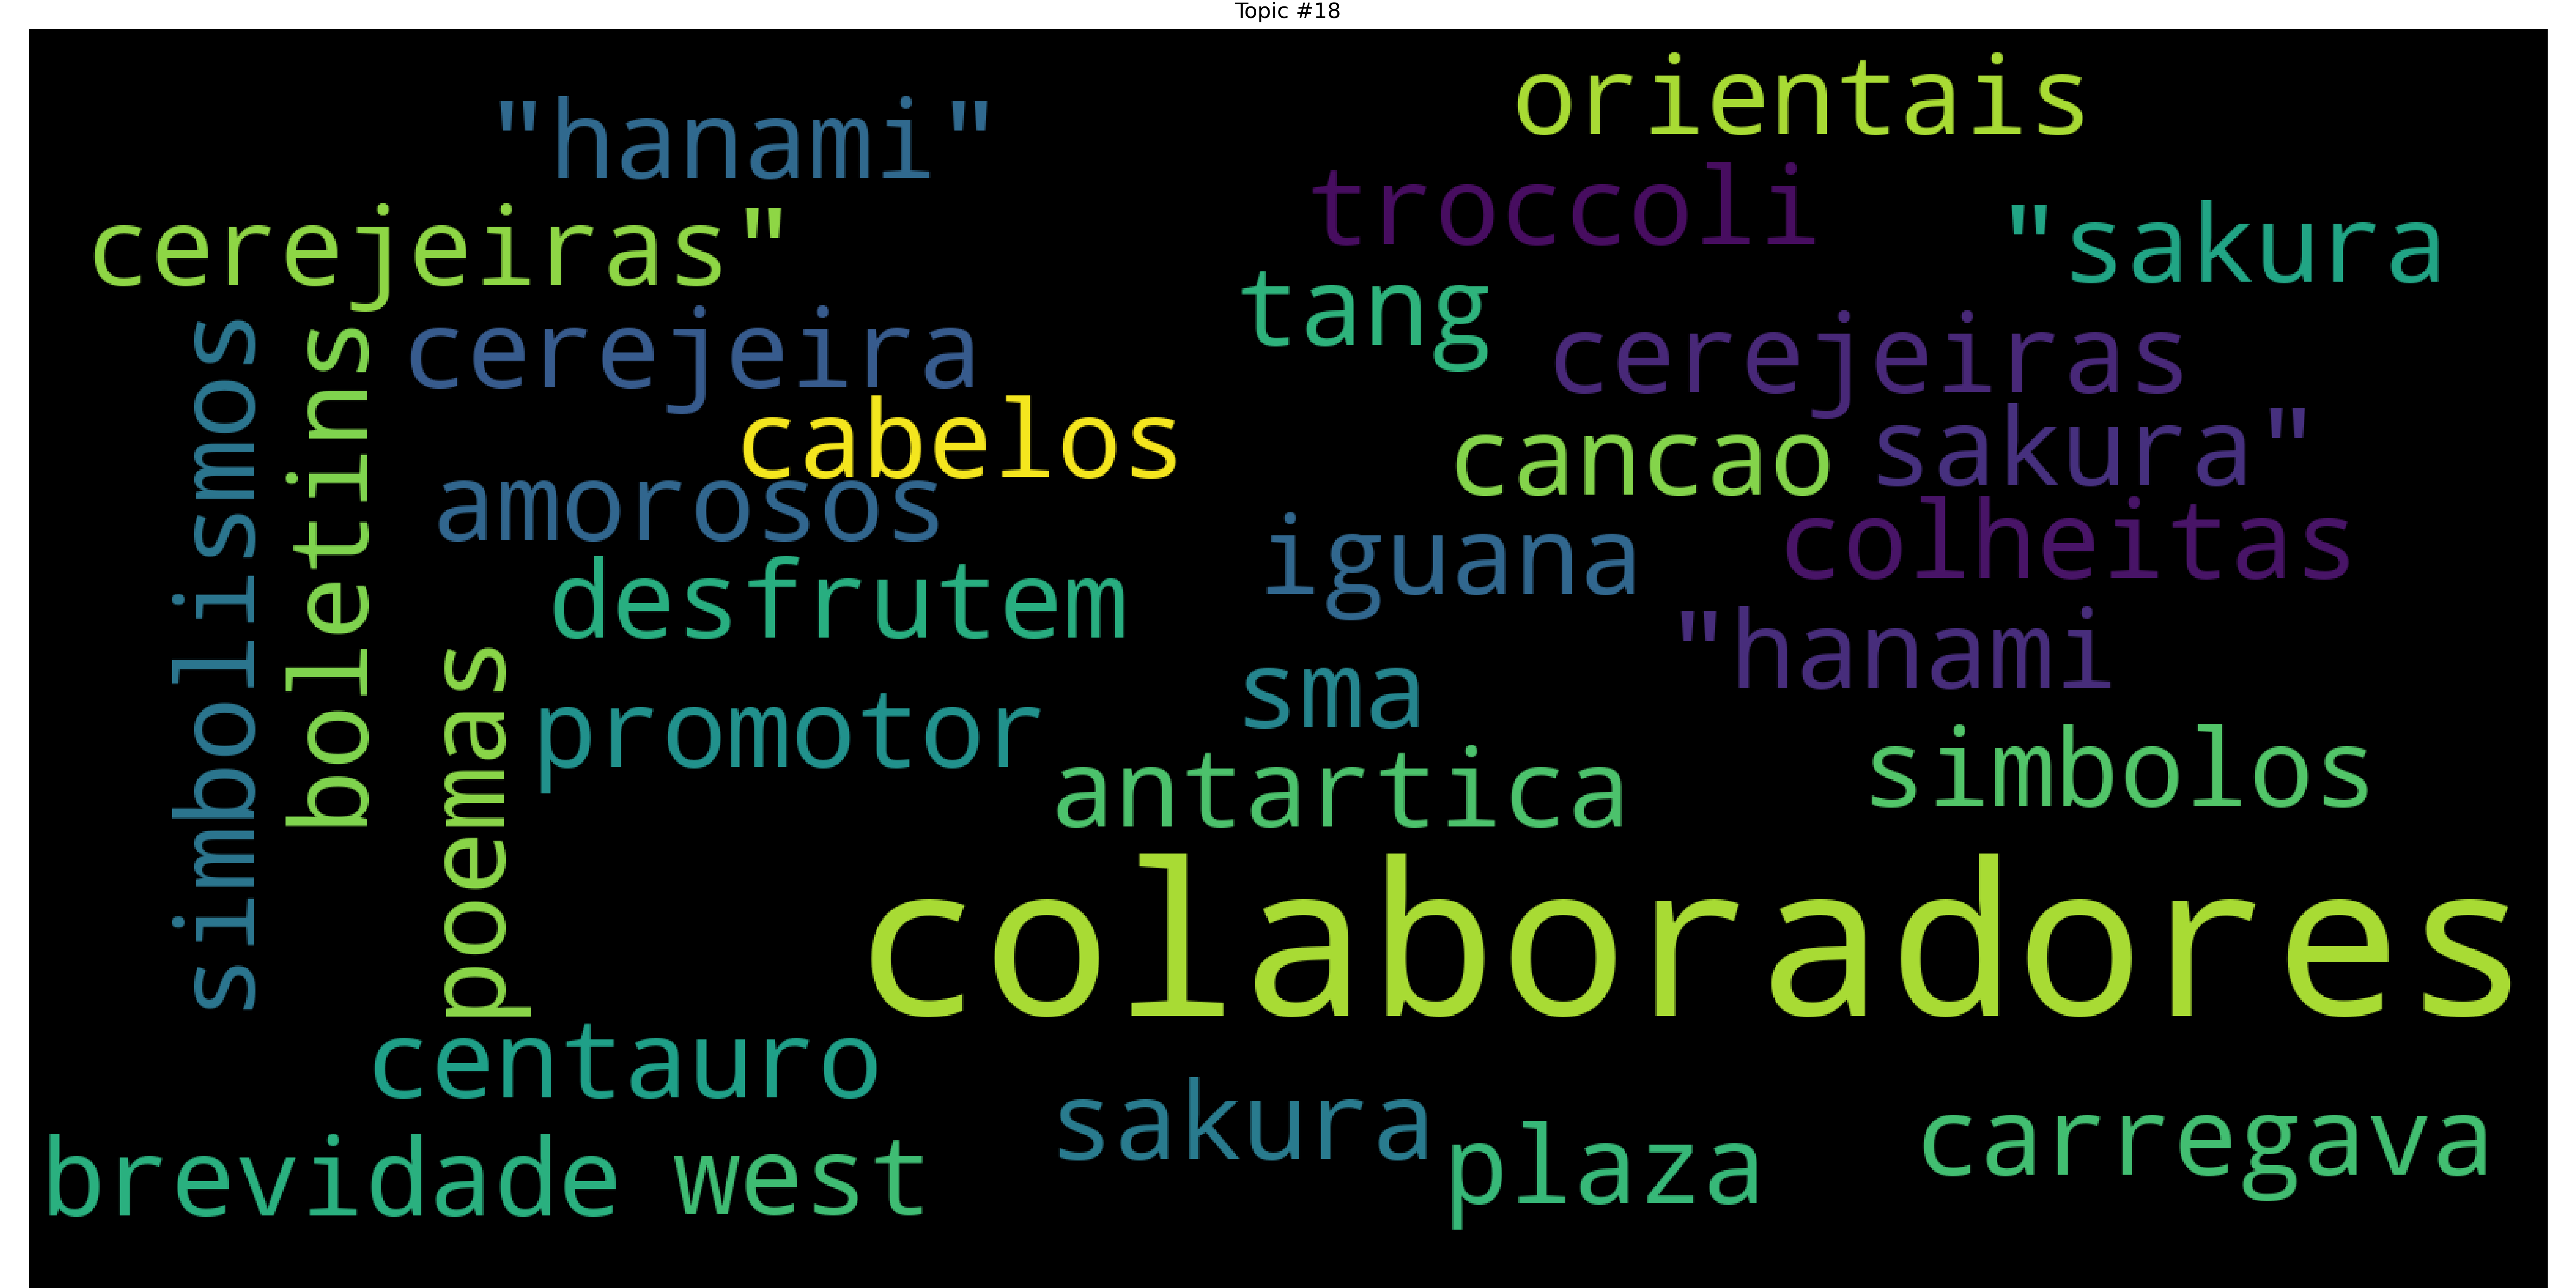 Topic #18
orientais
"hanami"
troccoli
cerejeiras"
"sakura
tang
cerejeira
cerejeiras
cabelos
cancao
sakura"
amorosos
iguana
colheitas
simbolismos
boletins
desfrutem
"hanami
sma
poemas
promotor
antartica
simbolos
colaboradores
centauro
sakura
carregava
brevidade
west
plaza